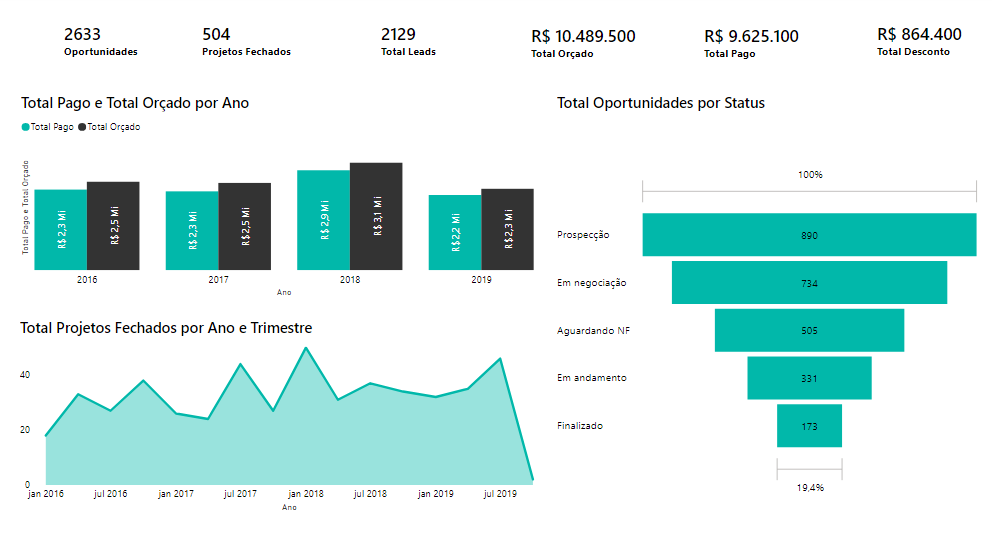 2633
Oportunidades
504
Projetos Fechados
2129
Total Leads
R$ 10.489.500
Total Orçado
R$ 9.625.100
Total Pago
R$ 864.400
Total Desconto
Total Pago e Total Orçado por Ano
Total Pago Total Orçado
Total Pago e Total Orçado
R$ 2,3 Mi
R$ 2,5 Mi
R$ 2,3 Mi
R$ 2,5 Mi
R$ 2,9 Mi
R$ 3,1 Mi
R$ 2,2 Mi
R$ 2,3 Mi
2016 2017 2018 2019
Ano
Total Projetos Fechados por Ano e Trimestre
40
20
0
jan 2016 jul 2016 jan 2017 jul 2017 jan 2018 jul 2018 jan 2019 jul 2019
Ano
Total Oportunidades por Status
100%
Prospecção 890
Em negociação 734
Aguardando NF 505
Em andamento 331
Finalizado 173
19,4%